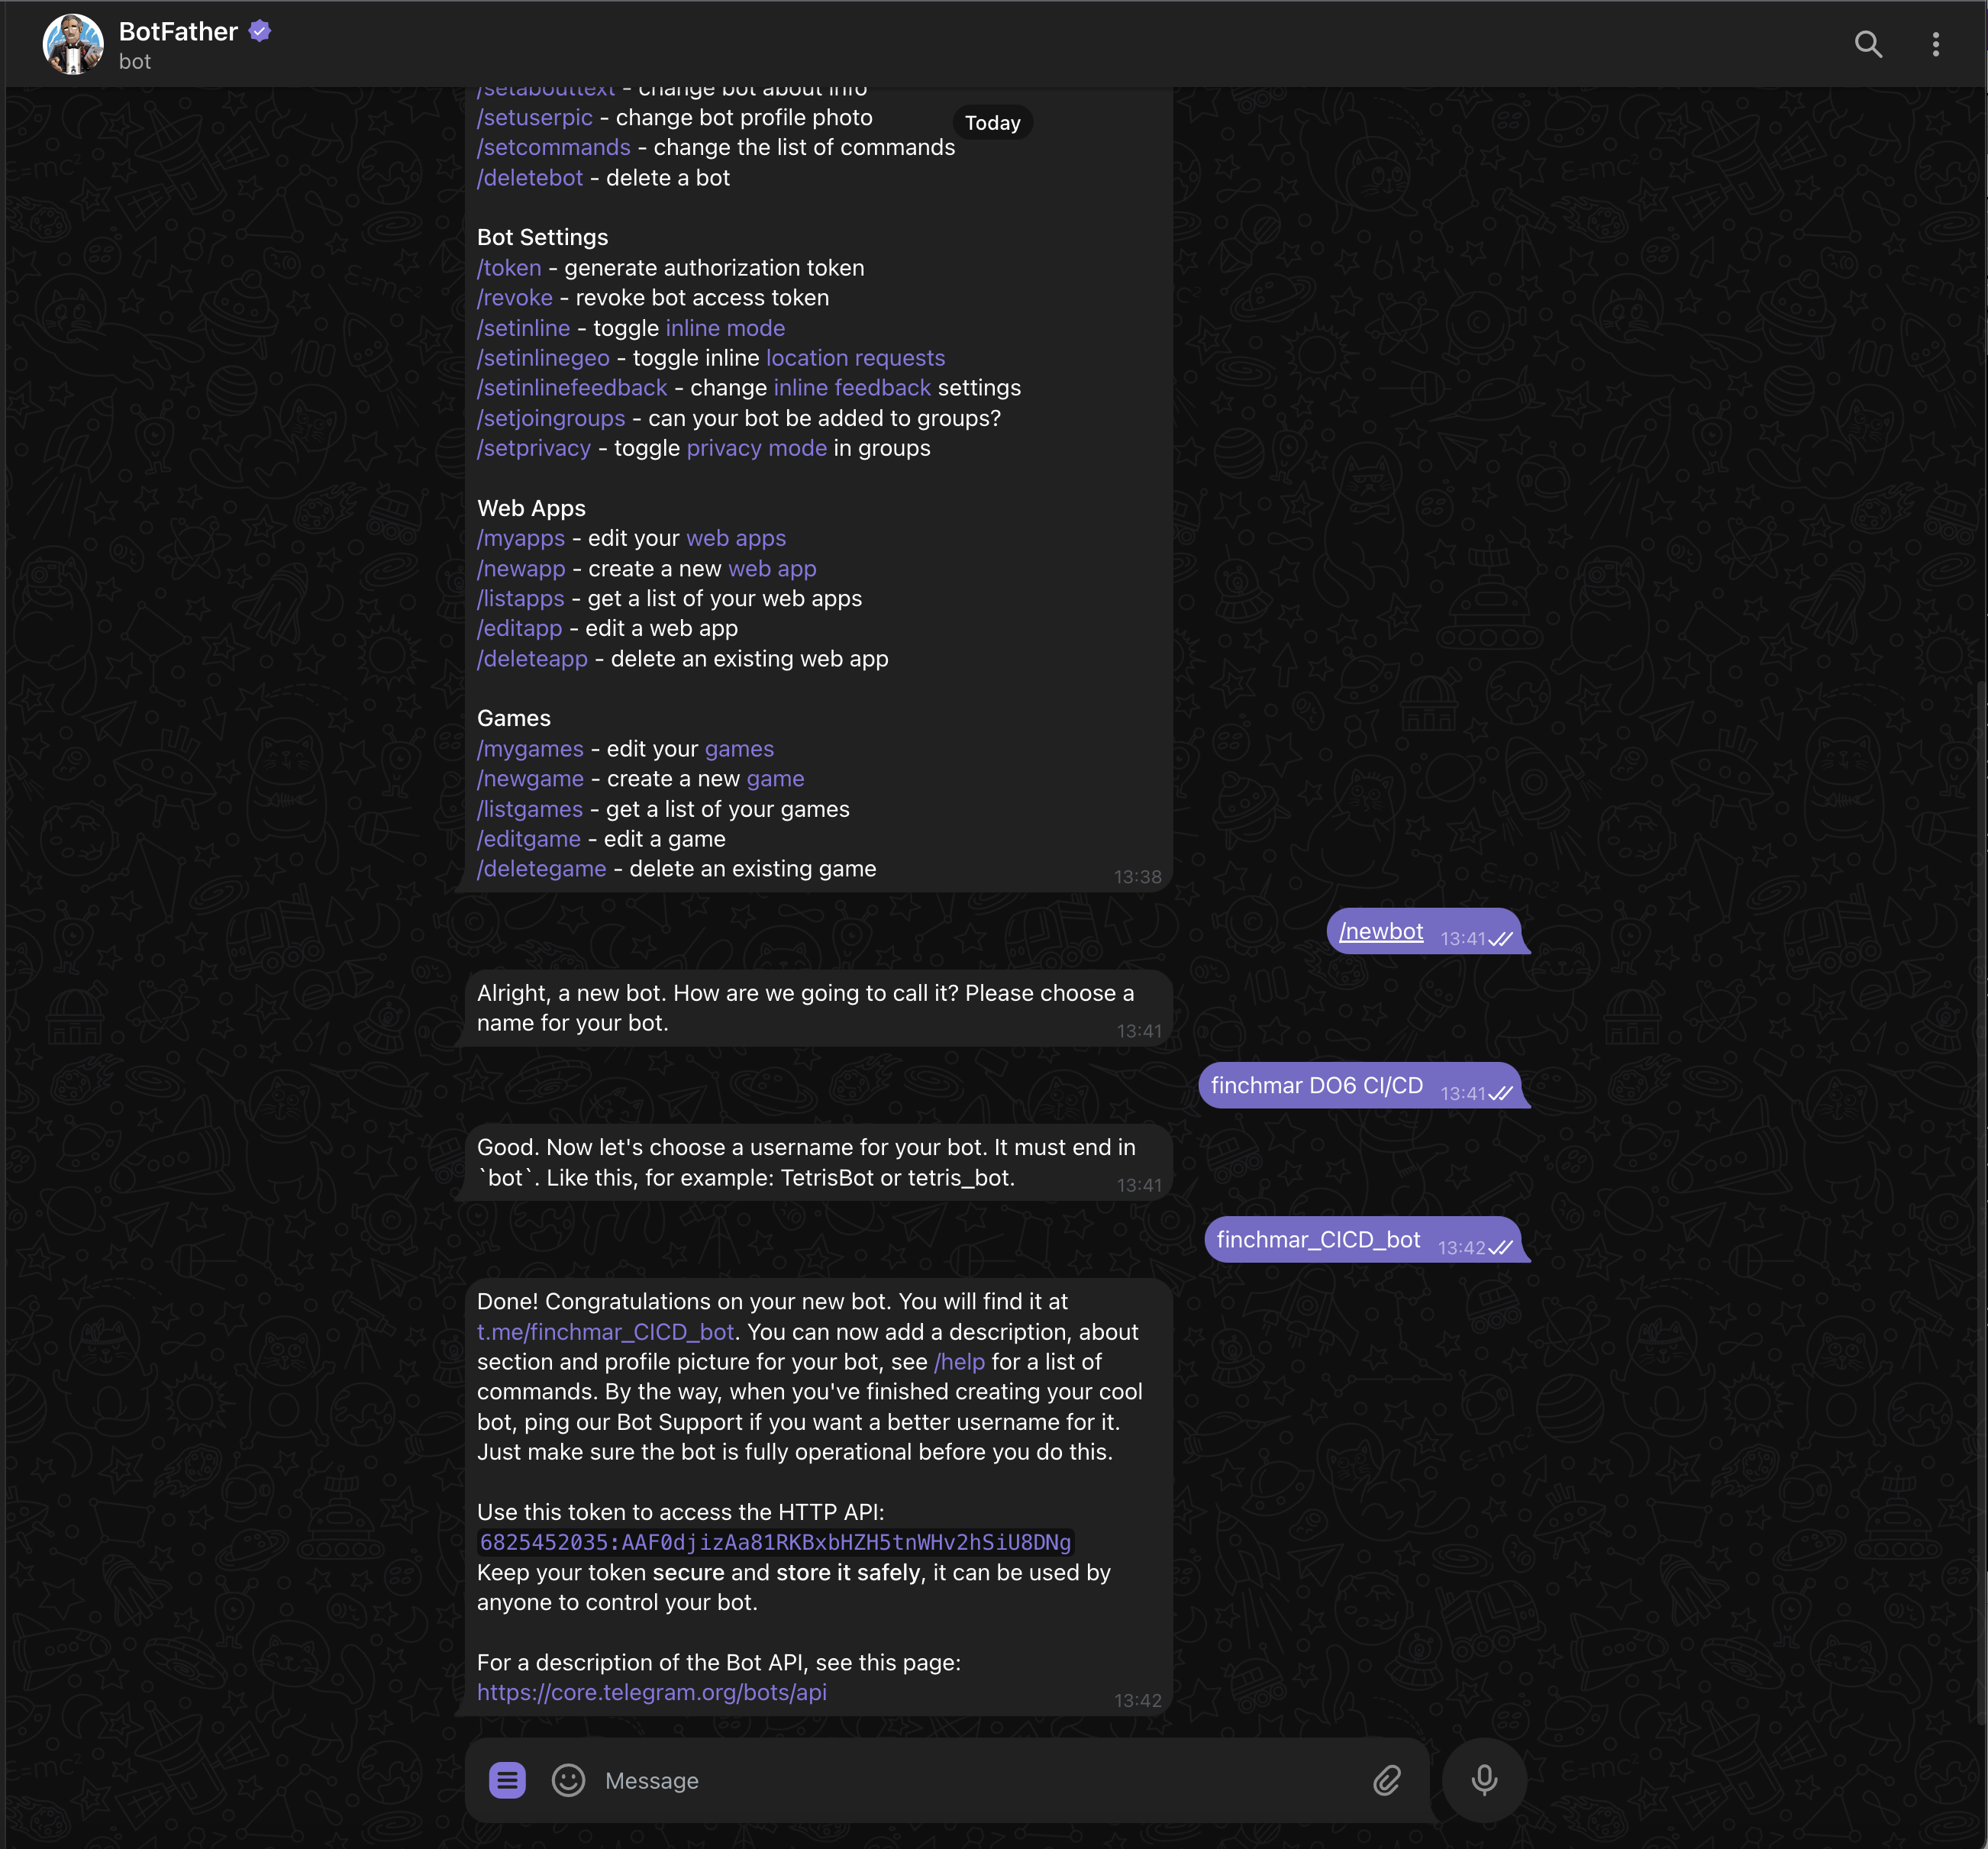 BotFather
bot
/setabouttext - change bot about info
/setuserpic - change bot profile photo
Today
/setcommands - change the list of commands
/deletebot - delete a bot
Bot Settings
/token - generate authorization token
/revoke - revoke bot access token
/setinline - toggle inline mode
/setinlinegeo - toggle inline location requests
/setinlinefeedback - change inline feedback settings
/setjoingroups - can your bot be added to groups?
/setprivacy - toggle privacy mode in groups
Web Apps
/myapps - edit your web apps
/newapp - create a new web app
/listapps - get a list of your web apps
/editapp - edit a web app
/deleteapp - delete an existing web app
Games
/mygames - edit your games
/newgame - create a new game
/listgames - get a list of your games
/editgame - edit a game
/deletegame - delete an existing game
13:38
/newbot 13:41
Alright, a new bot. How are we going to call it? Please choose a
name for your bot.
13:41
finchmar DO6 CI/CD 13:41
Good. Now let's choose a username for your bot. It must end in
`bot`. Like this, for example: TetrisBot or tetris_bot.
13:41
finchmar_CICD_bot 13:42
Done! Congratulations on your new bot. You will find it at
t.me/finchmar_CICD_bot. You can now add a description, about
section and profile picture for your bot, see /help for a list of
commands. By the way, when you've finished creating your cool
bot, ping our Bot Support if you want a better username for it.
Just make sure the bot is fully operational before you do this.
Use this token to access the HTTP API:
6825452035:AAF0djizAa81RKBxbHZH5tnWHv2hSiU8DNg
Keep your token secure and store it safely, it can be used by
anyone to control your bot.
For a description of the Bot API, see this page:
https://core.telegram.org/bots/api
13:42
Message